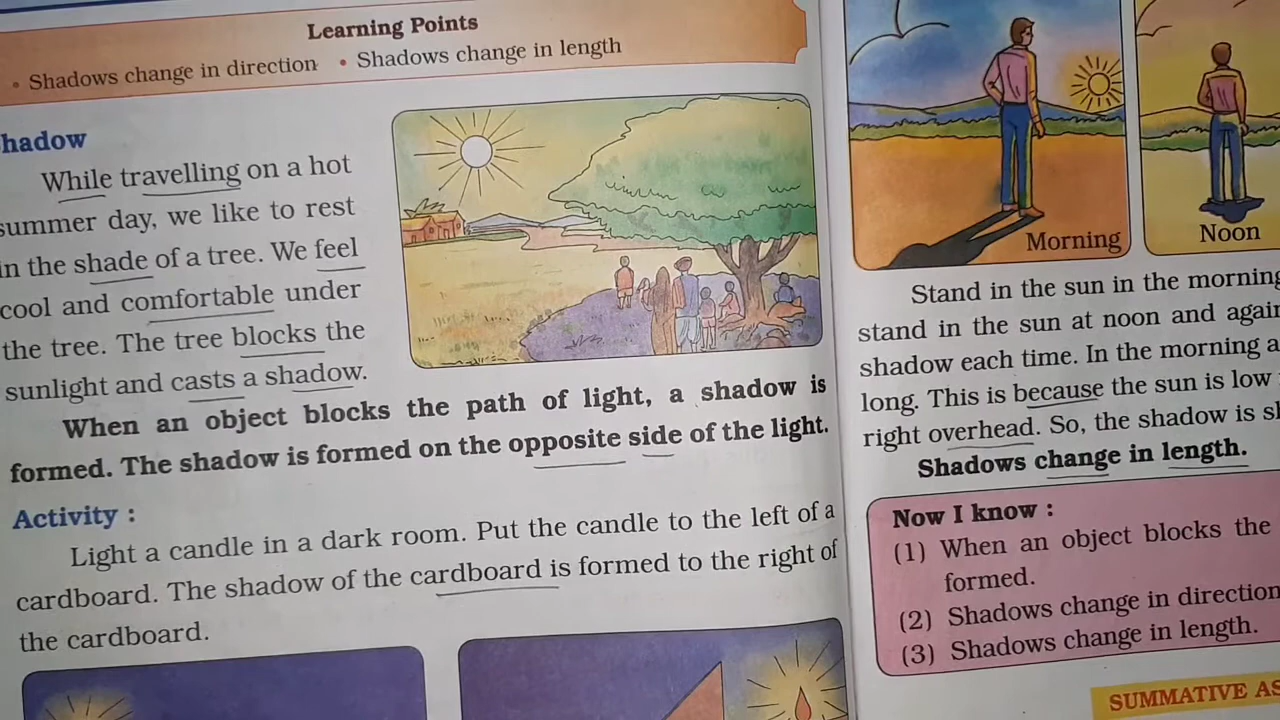 Learning Points
• Shadows change in direction • Shadows change in length
hadow
While travelling on a hot
summer day, we like to rest
in the shade of a tree. We feel
cool and comfortable under
the tree. The tree blocks the
sunlight and casts a shadow.
When an object blocks the path of light, a shadow is
formed. The shadow is formed on the opposite side of the light.
Activity :
Light a candle in a dark room. Put the candle to the left of a
cardboard. The shadow of the cardboard is formed to the right of
the cardboard.
Morning
Noon
Stand in the sun in the morning
stand in the sun at noon and again
shadow each time. In the morning a
long. This is because the sun is low
right overhead. So, the shadow is sh
Shadows change in length.
Now I know :
(1) When an object blocks the
formed.
(2) Shadows change in direction
(3) Shadows change in length.
SUMMATIVE AS